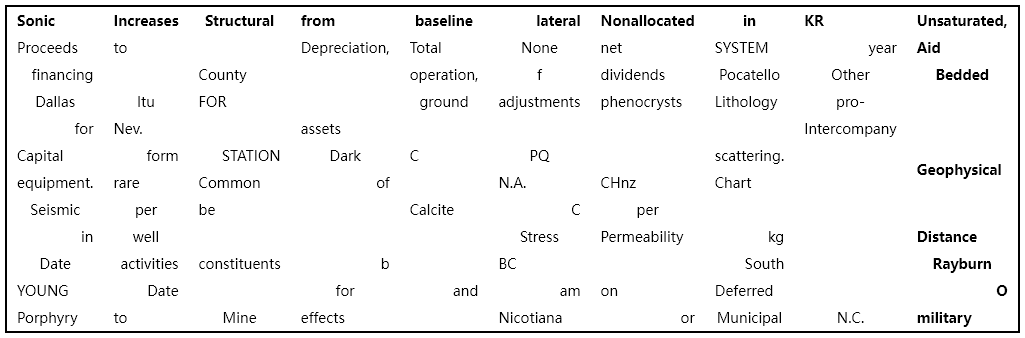 Sonic Increases Structural from baseline lateral Nonallocated in KR Unsaturated,
Proceeds to Depreciation, Total None net SYSTEM year Aid
financing County operation, f dividends Pocatello Other Bedded
Dallas Itu FOR ground adjustments phenocrysts Lithology pro-
for Nev. assets Intercompany
Capital form STATION Dark C PQ scattering.
Geophysical
equipment. rare Common of N.A. CHnz Chart
Seismic per be Calcite C per
in well Stress Permeability kg Distance
Date activities constituents b BC South Rayburn
YOUNG Date for and am on Deferred O
Porphyry to Mine effects Nicotiana or Municipal N.C. military